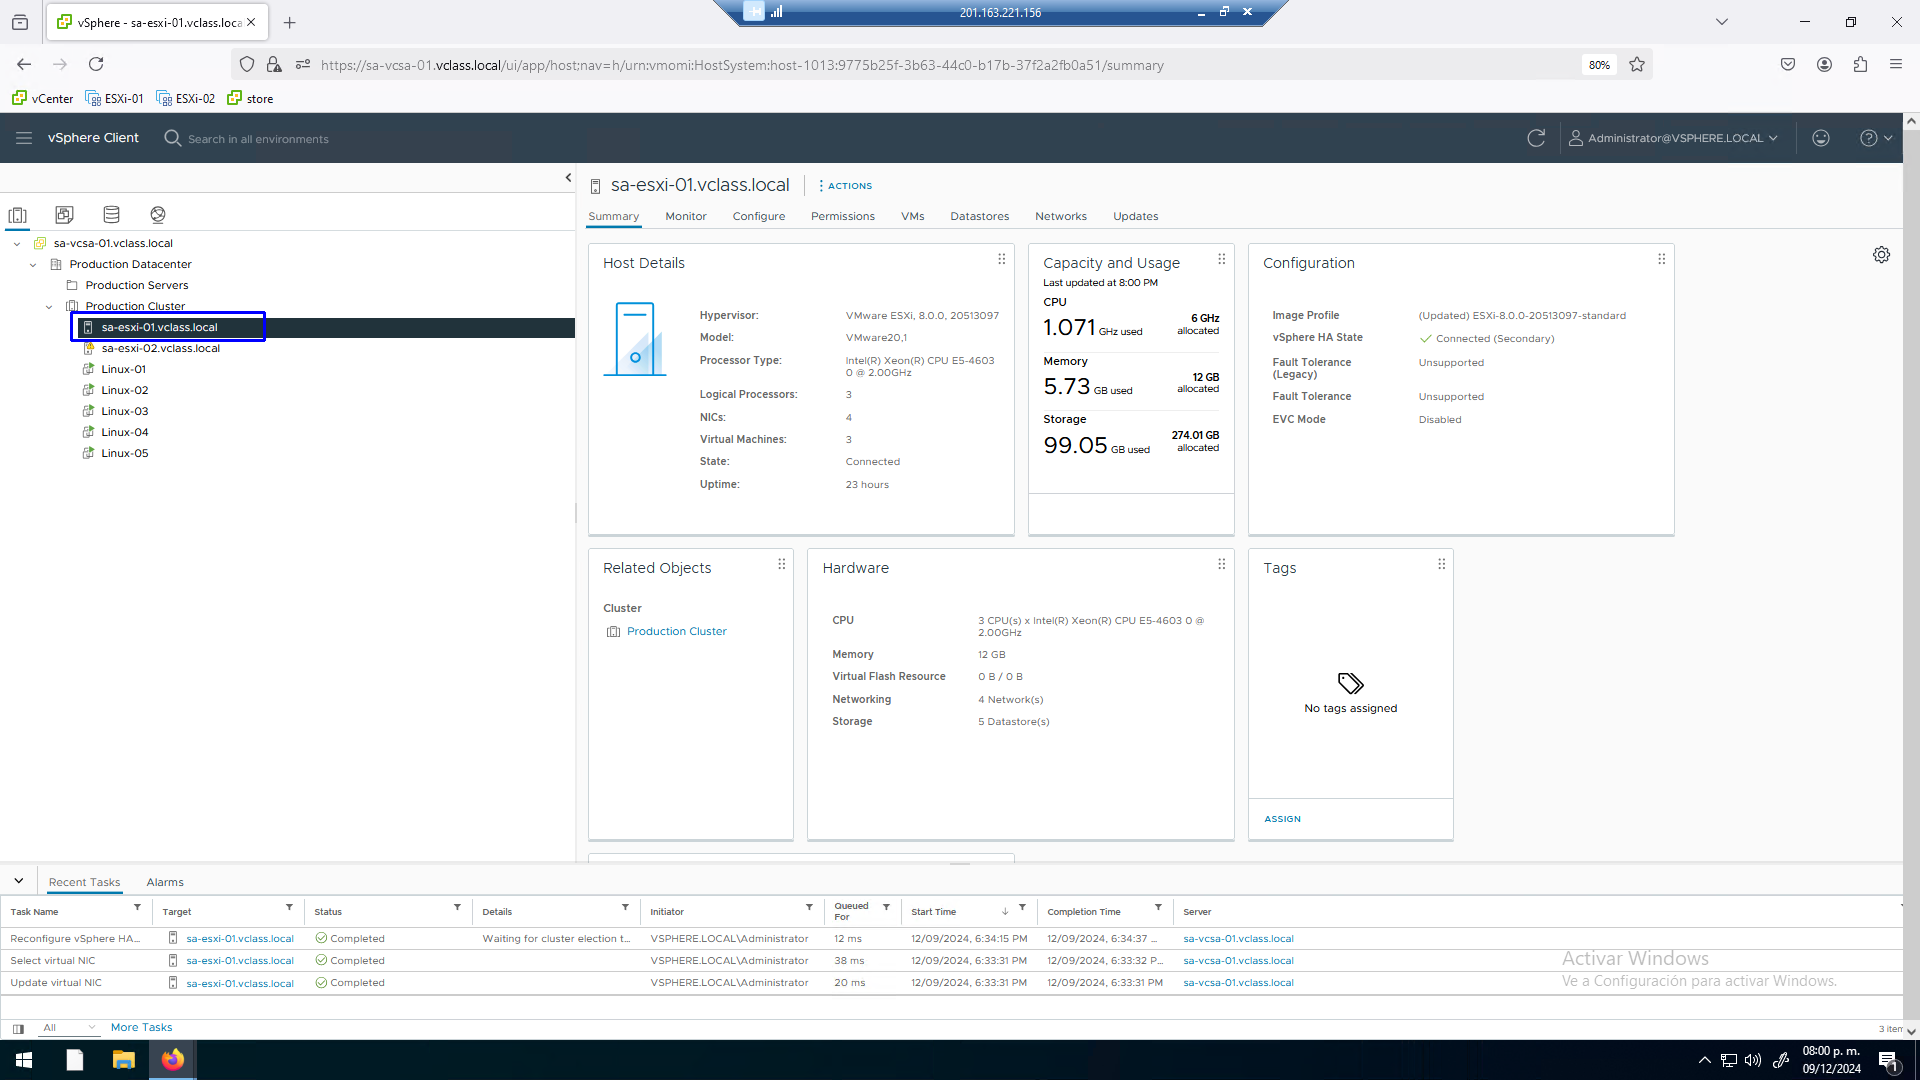 vSphere - sa-esxi-01.vclass.loca
201.163.221.156
https://sa-vcsa-01.vclass.local/ui/app/host;nav=h/urn:vmomi:HostSystem:host-1013:9775b25f-3b63-44c0-b17b-37f2a2fb0a51/summary
80%
vCenter ESXi-01 ESXi-02 store
vSphere Client
Search in all environments
Administrator@VSPHERE.LOCAL
sa-esxi-01.vclass.local
ACTIONS
Summary Monitor Configure Permissions VMs Datastores Networks Updates
sa-vcsa-01.vclass.local
Production Datacenter
Production Servers
Production Cluster
sa-esxi-01.vclass.local
sa-esxi-02.vclass.local
Linux-01
Linux-02
Linux-03
Linux-04
Linux-05
Host Details
Hypervisor: VMware ESXi, 8.0.0, 20513097
Model: VMware20,1
Processor Type: Intel(R) Xeon(R) CPU E5-4603
0 @ 2.00GHz
Logical Processors: 3
NICs: 4
Virtual Machines: 3
State: Connected
Uptime: 23 hours
Capacity and Usage
Last updated at 8:00 PM
CPU
1.071 GHz used
6 GHz
allocated
Memory
5.73 GB used
12 GB
allocated
Storage
99.05 GB used
274.01 GB
allocated
Configuration
Image Profile (Updated) ESXi-8.0.0-20513097-standard
vSphere HA State Connected (Secondary)
Fault Tolerance
(Legacy)
Unsupported
Fault Tolerance Unsupported
EVC Mode Disabled
Related Objects
Cluster
Production Cluster
Hardware
CPU 3 CPU(s) x Intel(R) Xeon(R) CPU E5-4603 0 @
2.00GHz
Memory 12 GB
Virtual Flash Resource 0 B / 0 B
Networking 4 Network(s)
Storage 5 Datastore(s)
Tags
No tags assigned
ASSIGN
Recent Tasks Alarms
Task Name Target Status Details Initiator Queued
For Start Time Completion Time Server
Reconfigure vSphere HA... sa-esxi-01.vclass.local Completed Waiting for cluster election t... VSPHERE.LOCAL\Administrator 12 ms 12/09/2024, 6:34:15 PM 12/09/2024, 6:34:37 ... sa-vcsa-01.vclass.local
Select virtual NIC sa-esxi-01.vclass.local Completed VSPHERE.LOCAL\Administrator 38 ms 12/09/2024, 6:33:31 PM 12/09/2024, 6:33:32 P... sa-vcsa-01.vclass.local
Update virtual NIC sa-esxi-01.vclass.local Completed VSPHERE.LOCAL\Administrator 20 ms 12/09/2024, 6:33:31 PM 12/09/2024, 6:33:31 PM sa-vcsa-01.vclass.local
Activar Windows
Ve a Configuración para activar Windows.
All More Tasks
3 item
08:00 p. m.
09/12/2024
1